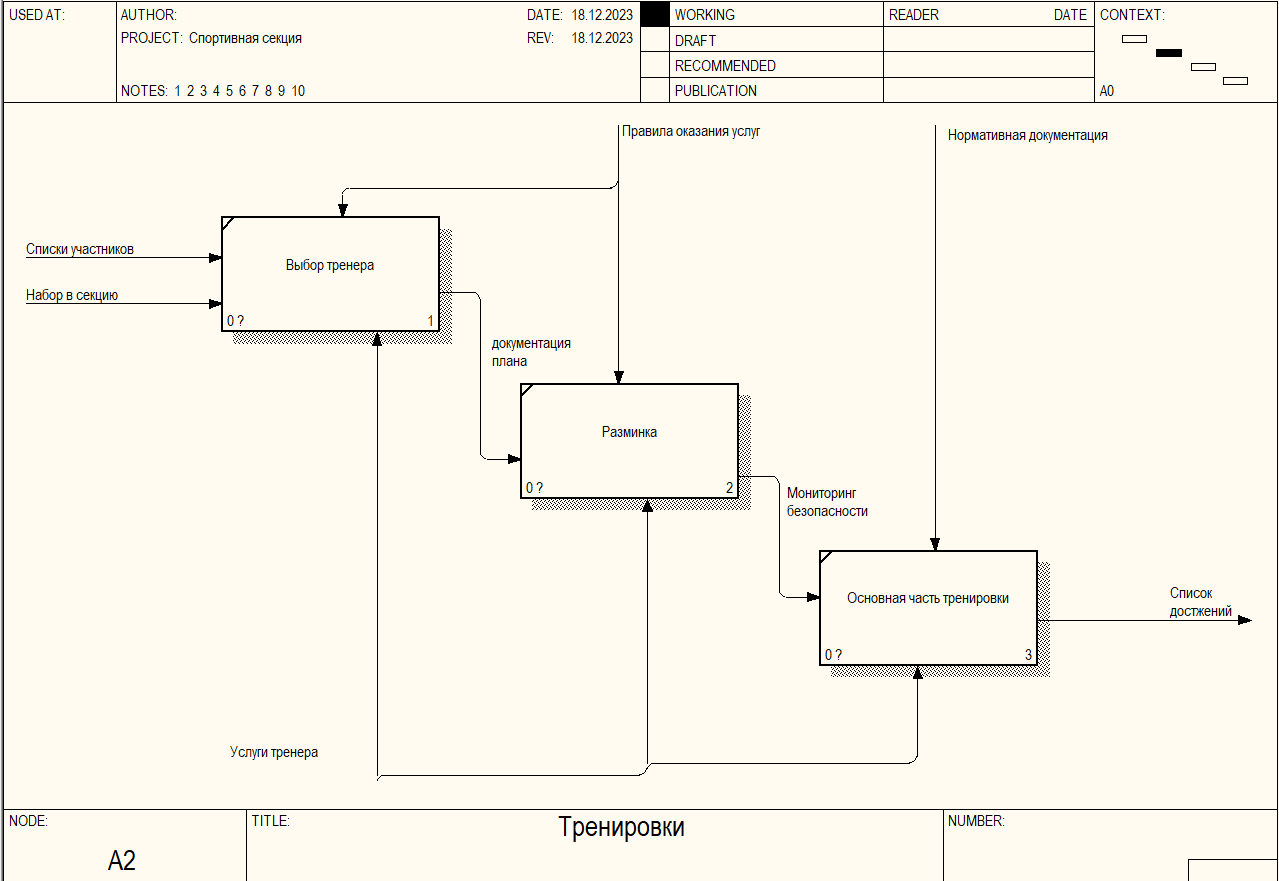 USED AT:
AUTHOR:
DATE: 18.12.2023
PROJECT: Спортивная секция
REV: 18.12.2023
NOTES: 1 2 3 4 5 6 7 8 9 10
WORKING
DRAFT
RECOMMENDED
PUBLICATION
READER DATE
CONTEXT:
A0
Правила оказания услуг
Нормативная документация
Списки участников
Набор в секцию
Выбор тренера
0 ? 1
документация
плана
Разминка
0 ? 2
Мониторинг
безопасности
Основная часть тренировки
0 ? 3
Список
достжений
Услуги тренера
NODE:
A2
TITLE:
Тренировки
NUMBER: